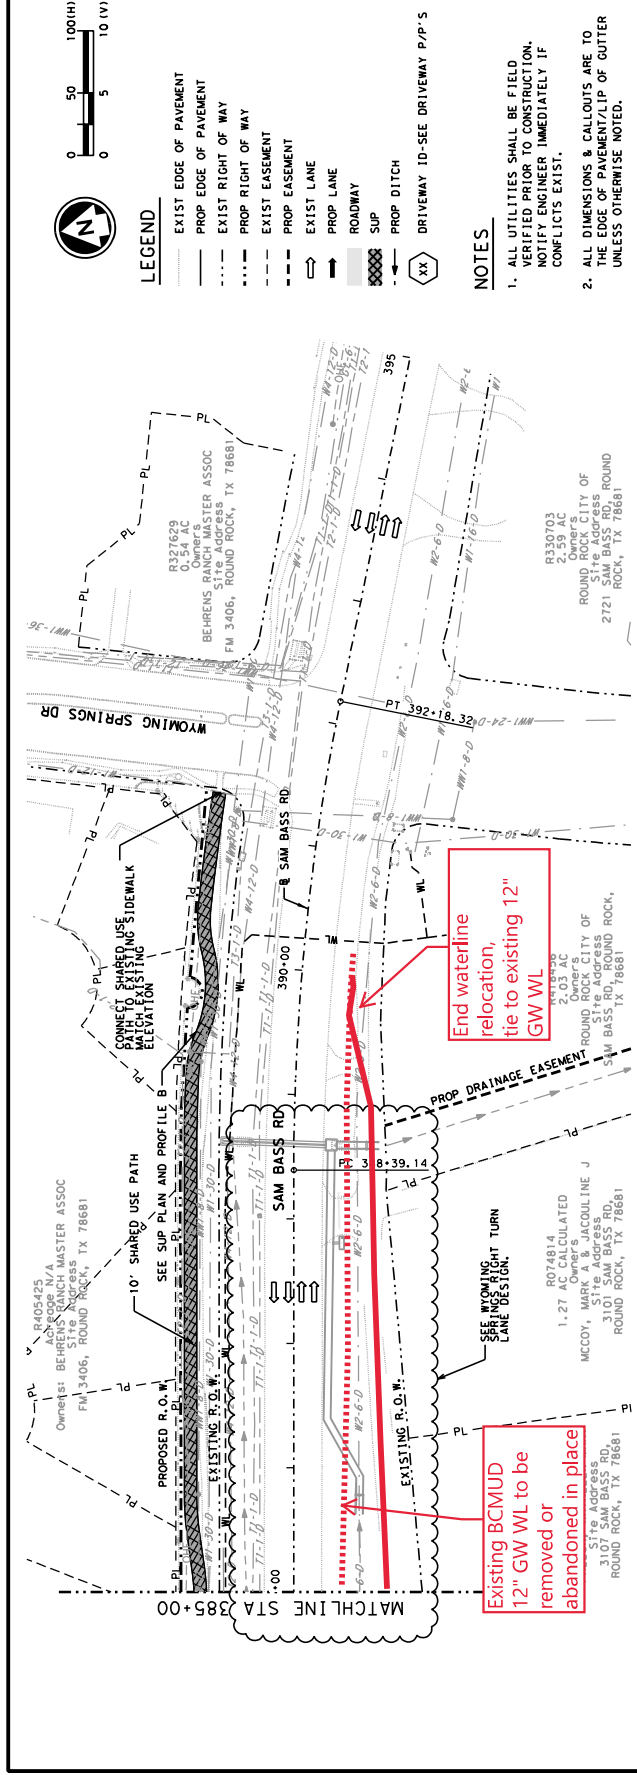 0 50 100(H)
0 5 10 (V)
N
LEGEND
EXIST EDGE OF PAVEMENT
PROP EDGE OF PAVEMENT
EXIST RIGHT OF WAY
PROP RIGHT OF WAY
EXIST EASEMENT
PROP EASEMENT
EXIST LANE
PROP LANE
ROADWAY
SUP
PROP DITCH
XX
DRIVEWAY ID-SEE DRIVEWAY P/P'S
NOTES
1. ALL UTILITIES SHALL BE FIELD
VERIFIED PRIOR TO CONSTRUCTION.
NOTIFY ENGINEER IMMEDIATELY IF
CONFLICTS EXIST.
2. ALL DIMENSIONS & CALLOUTS ARE TO
THE EDGE OF PAVEMENT/LIP OF GUTTER
UNLESS OTHERWISE NOTED.
R405425
Acreage N/A
Owners: BEHRENS RANCH MASTER ASSOC
Site Address
FM 3406, ROUND ROCK, TX 78681
R327629
0.54 AC
Owners
BEHRENS RANCH MASTER ASSOC
Site Address
FM 3406, ROUND ROCK, TX 78681
WYOMING SPRINGS DR
CONNECT SHARED USE
PATH TO EXISTING SIDEWALK
MATCH EXISTING
ELEVATION
10' SHARED USE PATH
SEE SUP PLAN AND PROFILE B
PROPOSED R.O.W.
EXISTING R.O.W.
SAM BASS RD
℄ SAM BASS RD
390+00
395
PT 392+18.32
MATCHLINE STA 385+00
EXISTING R.O.W.
PROP DRAINAGE EASEMENT
SEE WYOMING
SPRINGS RIGHT TURN
LANE DESIGN.
End waterline
relocation,
tie to existing 12"
GW WL
Existing BCMUD
12" GW WL to be
removed or
abandoned in place
R339703
2.59 AC
Owners
ROUND ROCK CITY OF
Site Address
2721 SAM BASS RD, ROUND
ROCK, TX 78681
2.03 AC
Owners
ROUND ROCK CITY OF
Site Address
SAM BASS RD, ROUND ROCK,
TX 78681
R074814
1.27 AC CALCULATED
Owners
MCCOY, MARK A & JACQULINE J
Site Address
3101 SAM BASS RD,
ROUND ROCK, TX 78681
Site Address
3107 SAM BASS RD,
ROUND ROCK, TX 78681